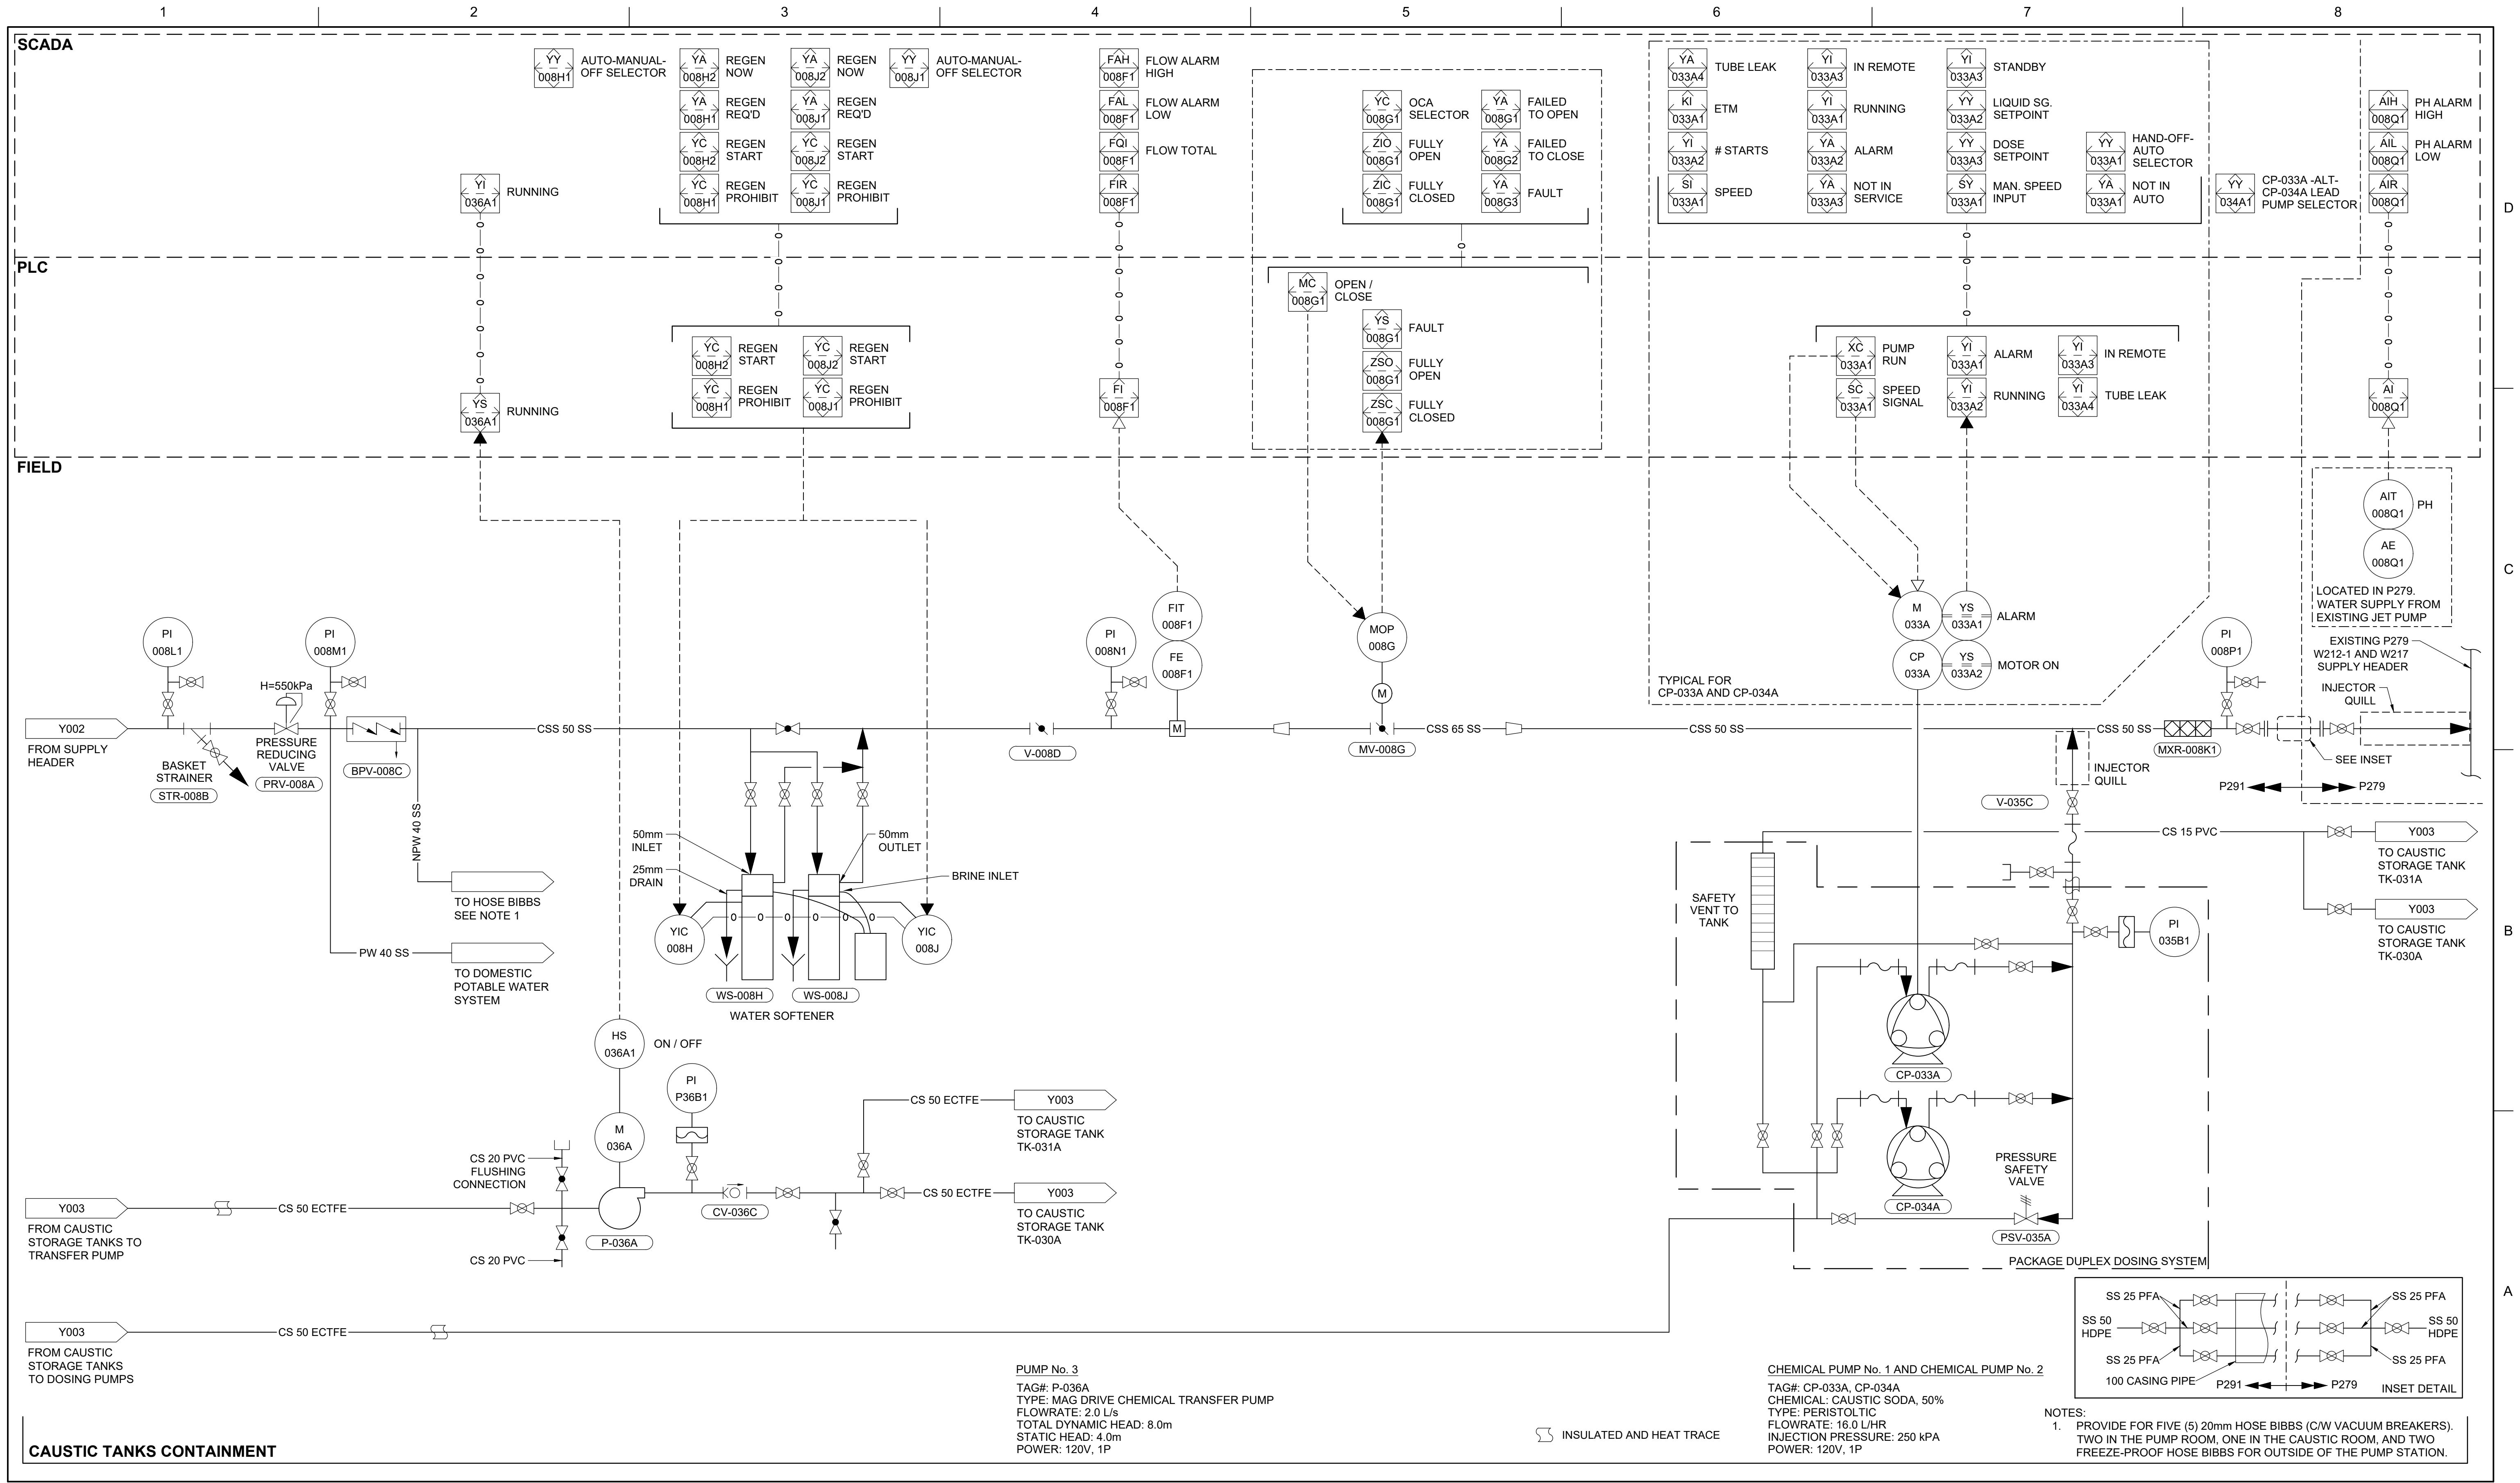 1 2 3 4 5 6 7 8
SCADA
YY 008H1 AUTO-MANUAL-
OFF SELECTOR
YA 008H2 REGEN
NOW
YA 008J2 REGEN
NOW
YY 008J1 AUTO-MANUAL-
OFF SELECTOR
YA 008H1 REGEN
REQ'D
YA 008J1 REGEN
REQ'D
YC 008H2 REGEN
START
YC 008J2 REGEN
START
YC 008H1 REGEN
PROHIBIT
YC 008J1 REGEN
PROHIBIT
YI 036A1 RUNNING
FAH 008F1 FLOW ALARM
HIGH
FAL 008F1 FLOW ALARM
LOW
FQI 008F1 FLOW TOTAL
FIR 008F1
YC 008G1 OCA
SELECTOR
YA 008G1 FAILED
TO OPEN
ZIO 008G1 FULLY
OPEN
YA 008G2 FAILED
TO CLOSE
ZIC 008G1 FULLY
CLOSED
YA 008G3 FAULT
YA 033A4 TUBE LEAK
YI 033A3 IN REMOTE
YI 033A3 STANDBY
KI 033A1 ETM
YI 033A1 RUNNING
YY 033A2 LIQUID SG.
SETPOINT
YI 033A2 # STARTS
YA 033A2 ALARM
YY 033A3 DOSE
SETPOINT
YY 033A1 HAND-OFF-
AUTO
SELECTOR
SI 033A1 SPEED
YA 033A3 NOT IN
SERVICE
SY 033A1 MAN. SPEED
INPUT
YA 033A1 NOT IN
AUTO
YY 034A1 CP-033A -ALT-
CP-034A LEAD
PUMP SELECTOR
AIH 008Q1 PH ALARM
HIGH
AIL 008Q1 PH ALARM
LOW
AIR 008Q1
D
PLC
YS 036A1 RUNNING
YC 008H2 REGEN
START
YC 008J2 REGEN
START
YC 008H1 REGEN
PROHIBIT
YC 008J1 REGEN
PROHIBIT
FI 008F1
MC 008G1 OPEN /
CLOSE
YS 008G1 FAULT
ZSO 008G1 FULLY
OPEN
ZSC 008G1 FULLY
CLOSED
XC 033A1 PUMP
RUN
YI 033A1 ALARM
YI 033A3 IN REMOTE
SC 033A1 SPEED
SIGNAL
YI 033A2 RUNNING
YI 033A4 TUBE LEAK
AI 008Q1
FIELD
AIT 008Q1 PH
AE 008Q1
LOCATED IN P279.
WATER SUPPLY FROM
EXISTING JET PUMP
C
PI 008L1
PI 008M1
H=550kPa
PI 008N1
FIT 008F1
FE 008F1
MOP 008G
M
M
M 033A
YS 033A1 ALARM
CP 033A
YS 033A2 MOTOR ON
TYPICAL FOR
CP-033A AND CP-034A
PI 008P1
EXISTING P279
W212-1 AND W217
SUPPLY HEADER
INJECTOR
QUILL
Y002
FROM SUPPLY
HEADER
BASKET
STRAINER
STR-008B
PRESSURE
REDUCING
VALVE
PRV-008A
BPV-008C
CSS 50 SS
V-008D
MV-008G
CSS 65 SS
CSS 50 SS
CSS 50 SS
MXR-008K1
SEE INSET
P291
P279
INJECTOR
QUILL
V-035C
NPW 40 SS
TO HOSE BIBBS
SEE NOTE 1
PW 40 SS
TO DOMESTIC
POTABLE WATER
SYSTEM
50mm
INLET
25mm
DRAIN
50mm
OUTLET
BRINE INLET
YIC 008H
YIC 008J
WS-008H
WS-008J
WATER SOFTENER
SAFETY
VENT TO
TANK
CS 15 PVC
Y003
TO CAUSTIC
STORAGE TANK
TK-031A
Y003
TO CAUSTIC
STORAGE TANK
TK-030A
PI 035B1
B
CP-033A
CP-034A
PRESSURE
SAFETY
VALVE
PSV-035A
PACKAGE DUPLEX DOSING SYSTEM
HS 036A1 ON / OFF
M 036A
PI P36B1
CS 20 PVC
FLUSHING
CONNECTION
CS 20 PVC
P-036A
CV-036C
CS 50 ECTFE
Y003
TO CAUSTIC
STORAGE TANK
TK-031A
CS 50 ECTFE
Y003
TO CAUSTIC
STORAGE TANK
TK-030A
Y003
FROM CAUSTIC
STORAGE TANKS TO
TRANSFER PUMP
CS 50 ECTFE
Y003
FROM CAUSTIC
STORAGE TANKS
TO DOSING PUMPS
CS 50 ECTFE
A
SS 25 PFA
SS 50
HDPE
SS 25 PFA
100 CASING PIPE
P291
P279
SS 25 PFA
SS 50
HDPE
SS 25 PFA
INSET DETAIL
PUMP No. 3
TAG#: P-036A
TYPE: MAG DRIVE CHEMICAL TRANSFER PUMP
FLOWRATE: 2.0 L/s
TOTAL DYNAMIC HEAD: 8.0m
STATIC HEAD: 4.0m
POWER: 120V, 1P
INSULATED AND HEAT TRACE
CHEMICAL PUMP No. 1 AND CHEMICAL PUMP No. 2
TAG#: CP-033A, CP-034A
CHEMICAL: CAUSTIC SODA, 50%
TYPE: PERISTOLTIC
FLOWRATE: 16.0 L/HR
INJECTION PRESSURE: 250 kPA
POWER: 120V, 1P
NOTES:
1. PROVIDE FOR FIVE (5) 20mm HOSE BIBBS (C/W VACUUM BREAKERS).
TWO IN THE PUMP ROOM, ONE IN THE CAUSTIC ROOM, AND TWO
FREEZE-PROOF HOSE BIBBS FOR OUTSIDE OF THE PUMP STATION.
CAUSTIC TANKS CONTAINMENT